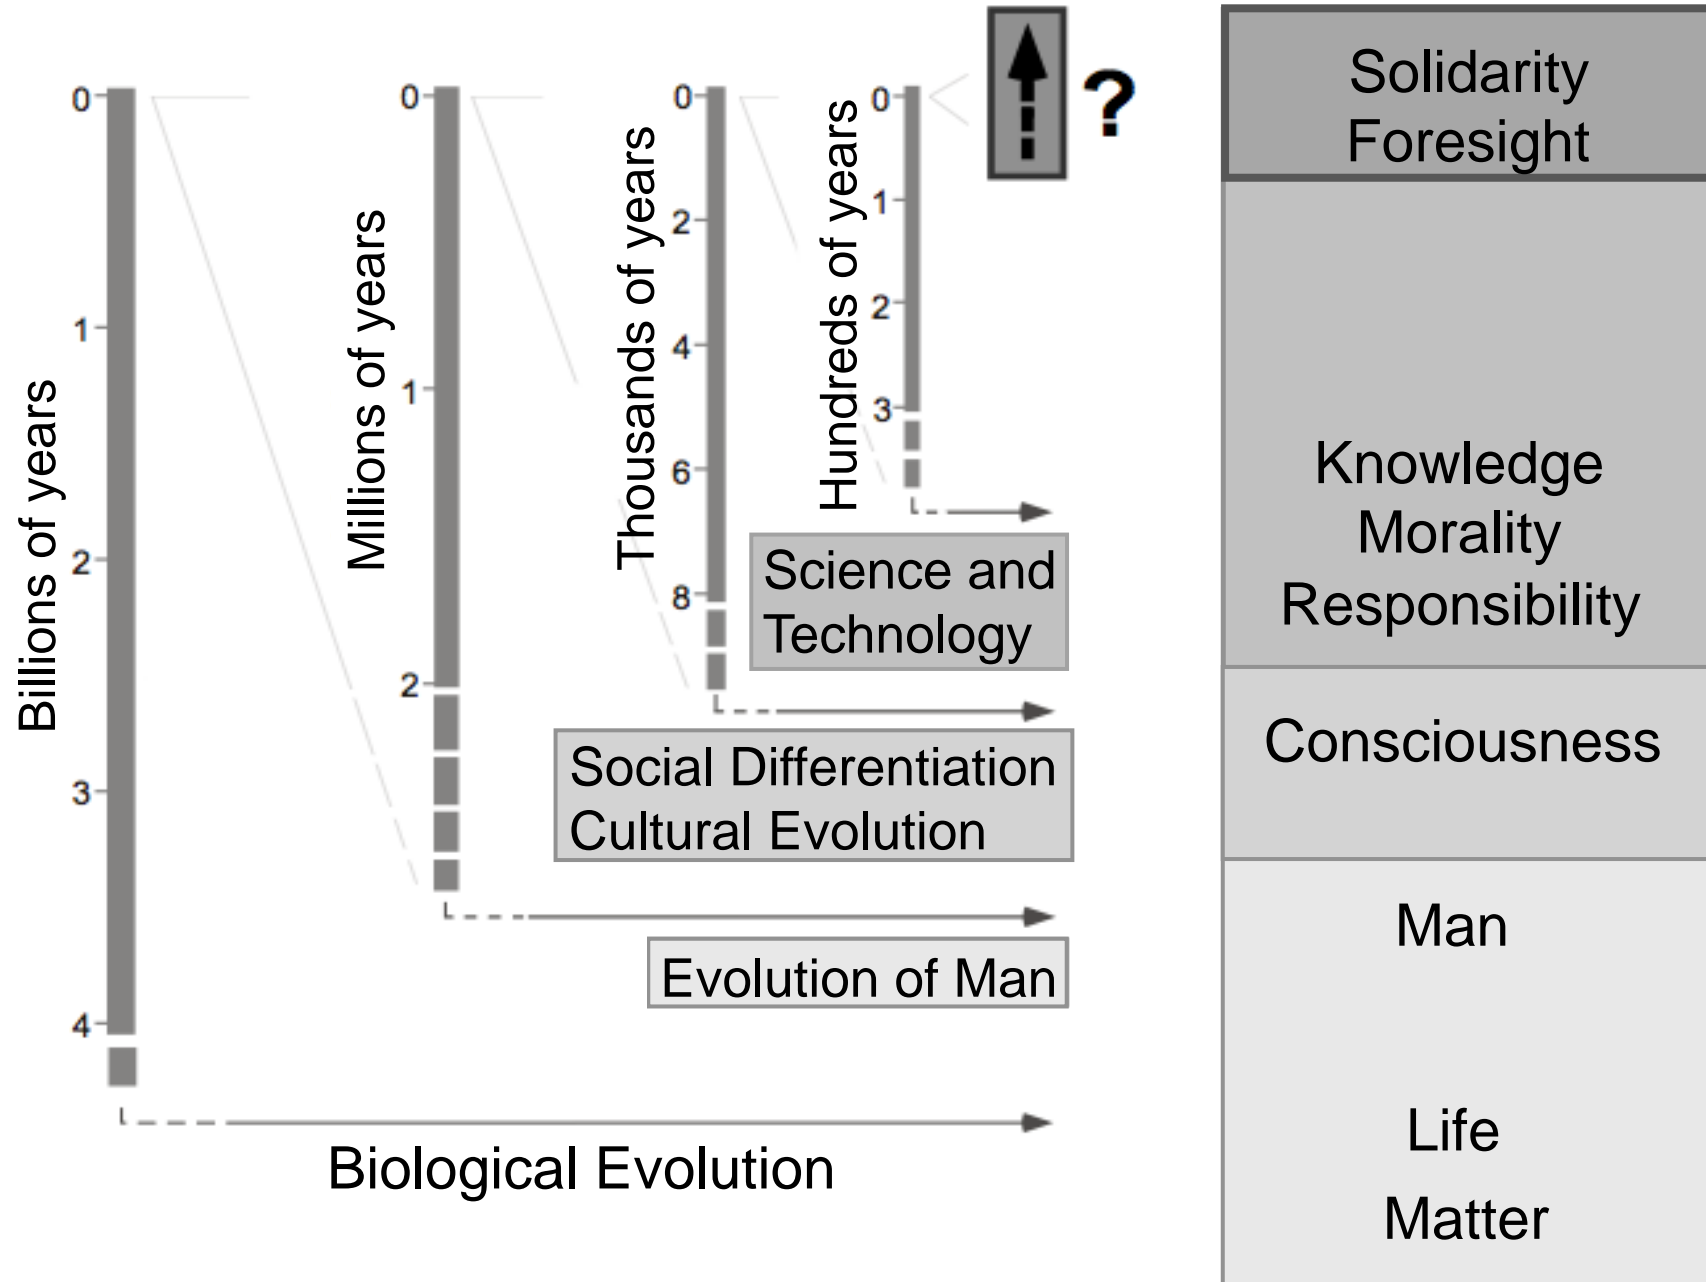 Billions of years
0
1
2
3
4
Millions of years
0
1
2
Thousands of years
0
2
4
6
8
Hundreds of years
0
1
2
3
?
Science and
Technology
Social Differentiation
Cultural Evolution
Evolution of Man
Biological Evolution
Solidarity
Foresight
Knowledge
Morality
Responsibility
Consciousness
Man
Life
Matter